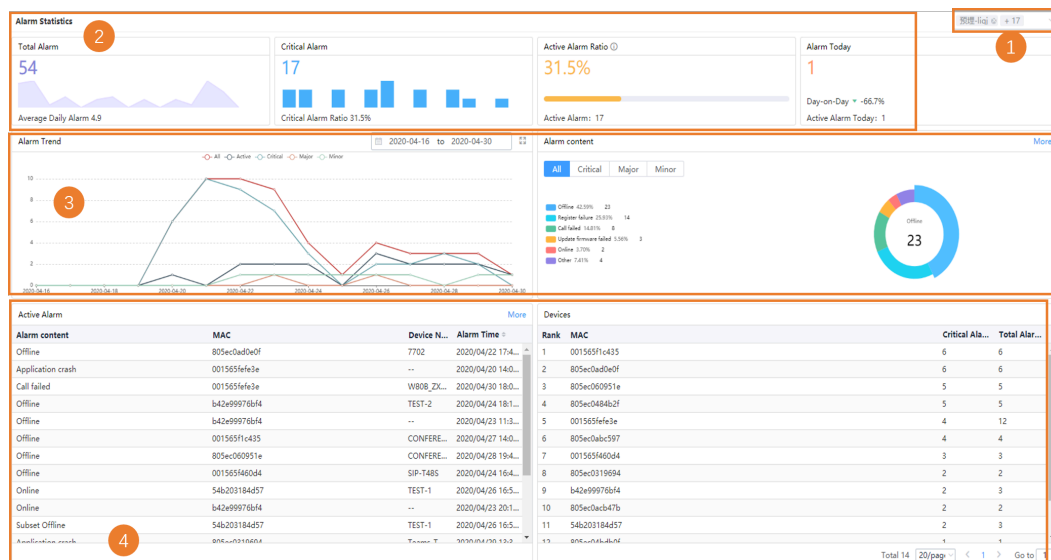 Alarm Statistics
+ 17
1
2
Total Alarm
54
Average Daily Alarm 4.9
Critical Alarm
17
Critical Alarm Ratio 31.5%
Active Alarm Ratio
31.5%
Active Alarm: 17
Alarm Today
1
Day-on-Day -66.7%
Active Alarm Today: 1
Alarm Trend
2020-04-16 to 2020-04-30
All Active Critical Major Minor
10
8
6
4
2
0
2020-04-16 2020-04-18 2020-04-20 2020-04-22 2020-04-24 2020-04-26 2020-04-28 2020-04-30
3
Alarm content More
All Critical Major Minor
Offline 42.59% 23
Register failure 25.93% 14
Call failed 14.81% 8
Update firmware failed 5.56% 3
Online 3.70% 2
Other 7.41% 4
Offline
23
Active Alarm More
Alarm content MAC Device N... Alarm Time
Offline 805ec0ad0e0f 7702 2020/04/22 17:4...
Application crash 001565fefe3e -- 2020/04/20 14:0...
Call failed 001565fefe3e W80B_ZX... 2020/04/30 18:0...
Offline b42e99976bf4 TEST-2 2020/04/24 18:1...
Offline b42e99976bf4 -- 2020/04/23 11:3...
Offline 001565f1c435 CONFERE... 2020/04/27 14:0...
Offline 805ec060951e CONFERE... 2020/04/28 19:4...
Offline 001565f460d4 SIP-T48S 2020/04/24 16:4...
Online 54b203184d57 TEST-1 2020/04/26 16:5...
Online b42e99976bf4 -- 2020/04/23 20:1...
Subset Offline 54b203184d57 TEST-1 2020/04/26 16:5...
Application crash 805ec0319694
4
Devices
Rank MAC Critical Ala... Total Alar...
1 001565f1c435 6 6
2 805ec0ad0e0f 6 6
3 805ec060951e 5 5
4 805ec0484b2f 5 5
5 001565fefe3e 4 12
6 805ec0abc597 4 4
7 001565f460d4 3 3
8 805ec0319694 2 2
9 b42e99976bf4 2 3
10 805ec0acb47b 2 2
11 54b203184d57 2 3
12 1 1
Total 14 20/page 1 Go to 1